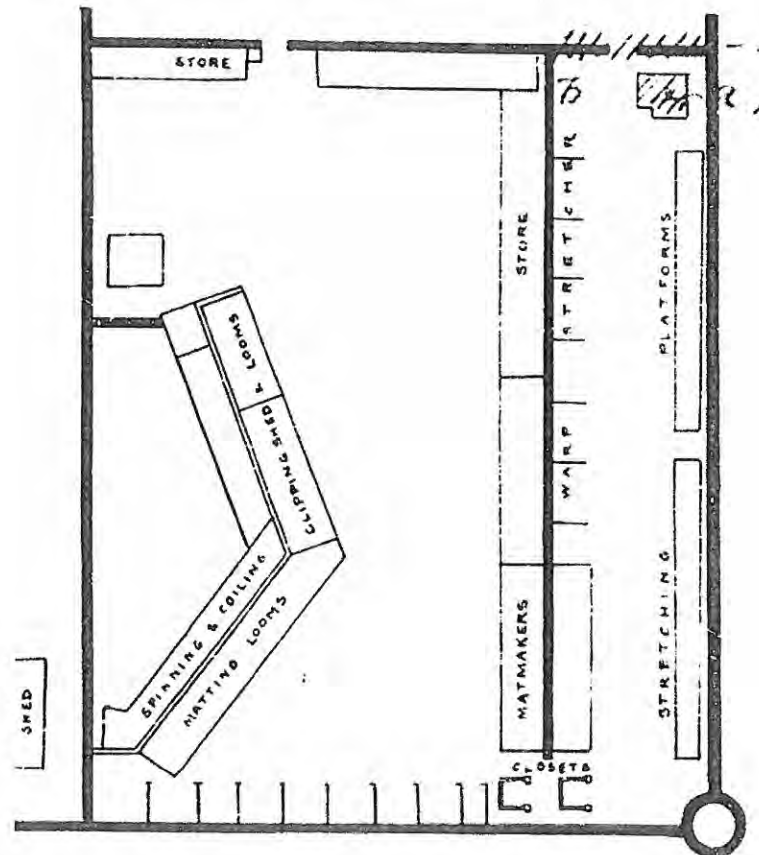 STORE
STORE
WARP STRETCHER
PLATFORMS
LOOMS &
CLIPPING SHED
SPINNING & COILING
MATTING LOOMS
MATMAKERS
STRETCHING
SHED
CLOSETS